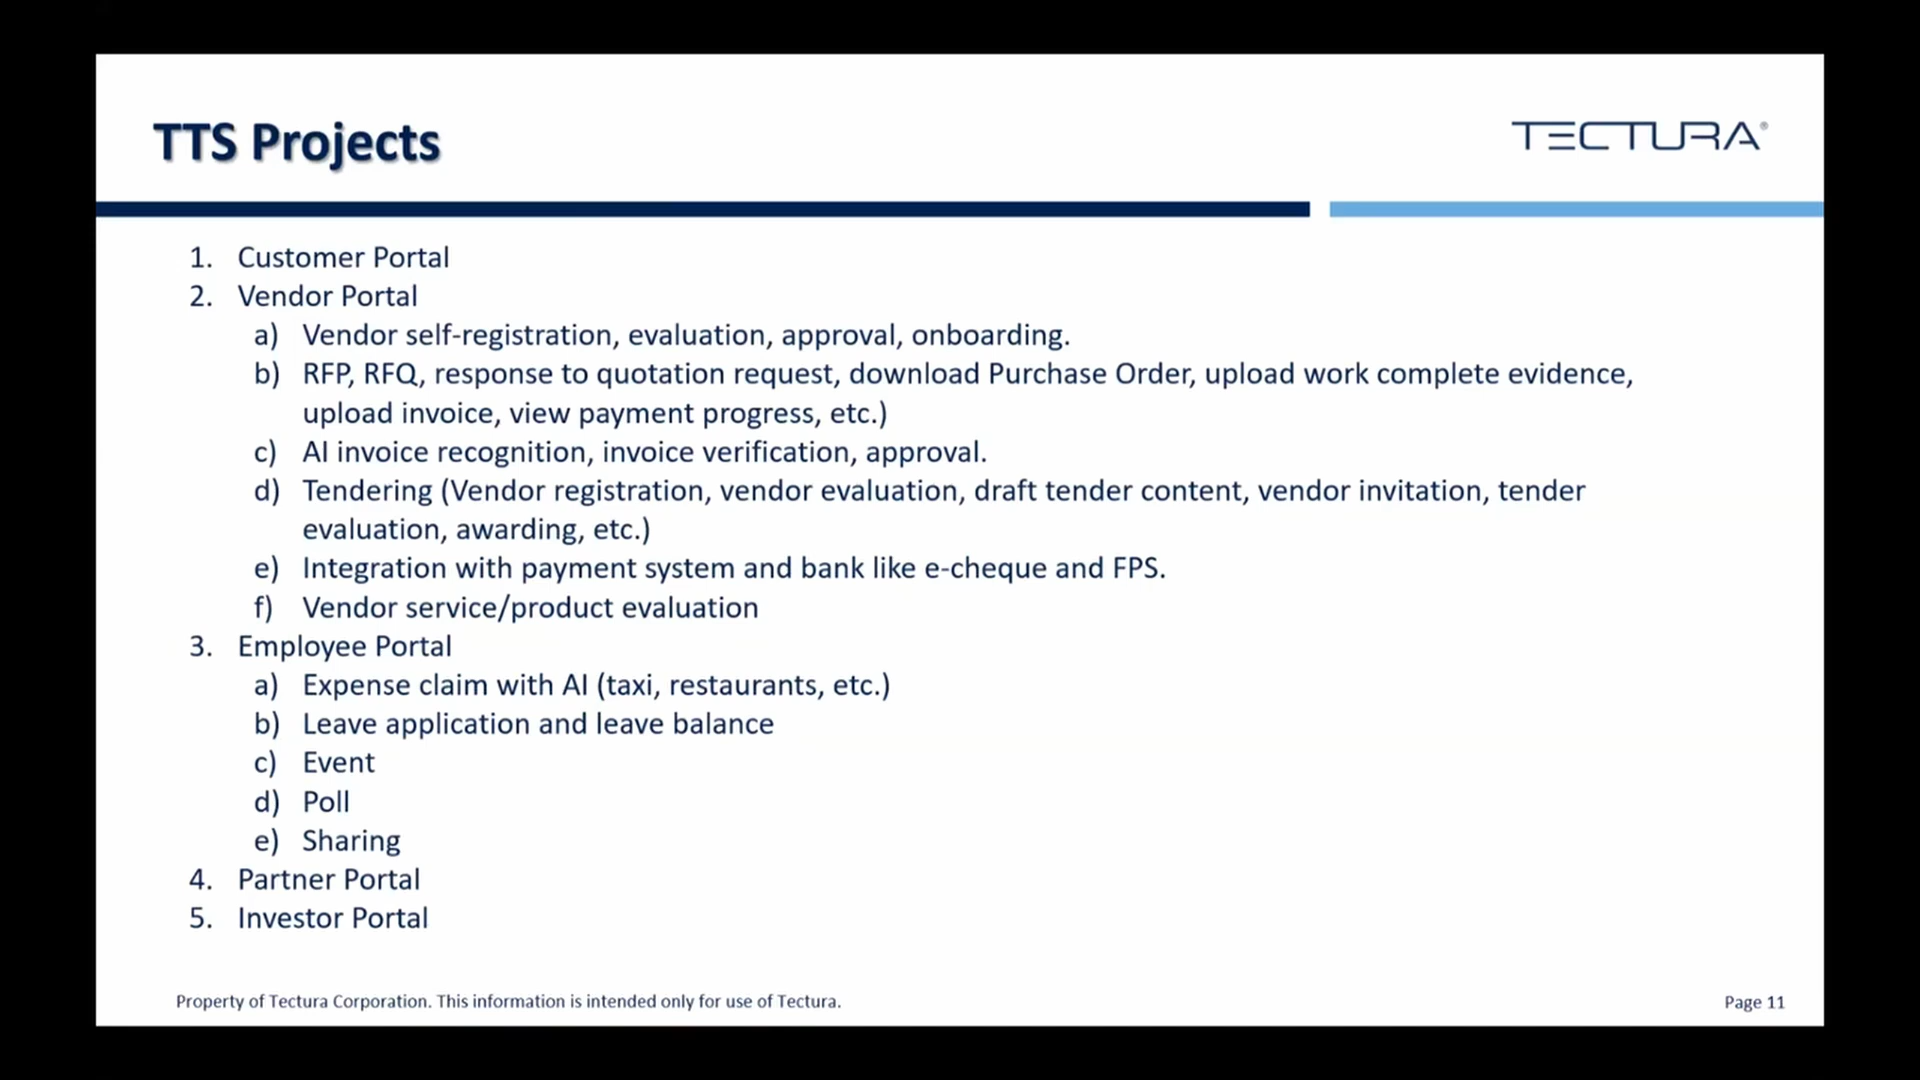 TTS Projects
TECTURA®
1. Customer Portal
2. Vendor Portal
a) Vendor self-registration, evaluation, approval, onboarding.
b) RFP, RFQ, response to quotation request, download Purchase Order, upload work complete evidence,
upload invoice, view payment progress, etc.)
c) AI invoice recognition, invoice verification, approval.
d) Tendering (Vendor registration, vendor evaluation, draft tender content, vendor invitation, tender
evaluation, awarding, etc.)
e) Integration with payment system and bank like e-cheque and FPS.
f) Vendor service/product evaluation
3. Employee Portal
a) Expense claim with AI (taxi, restaurants, etc.)
b) Leave application and leave balance
c) Event
d) Poll
e) Sharing
4. Partner Portal
5. Investor Portal
Property of Tectura Corporation. This information is intended only for use of Tectura.
Page 11